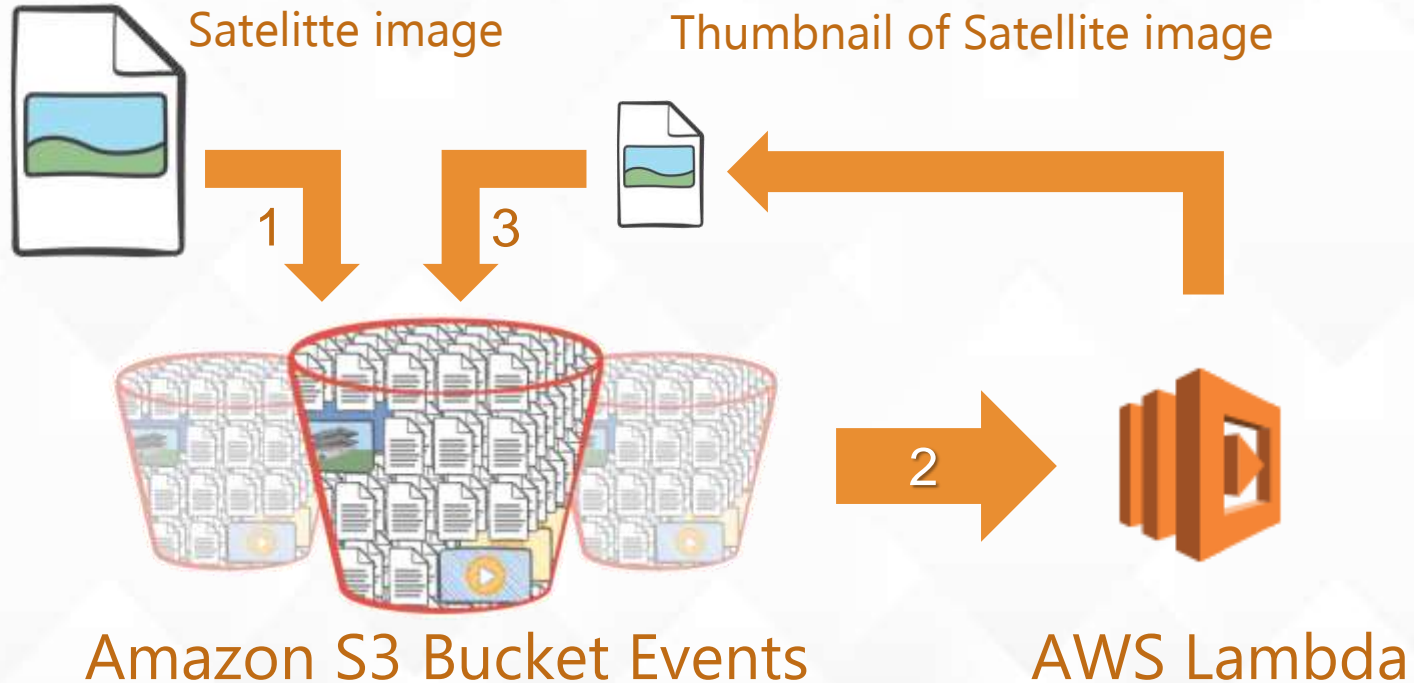 Satelitte image
Thumbnail of Satellite image
1
3
2
Amazon S3 Bucket Events
AWS Lambda